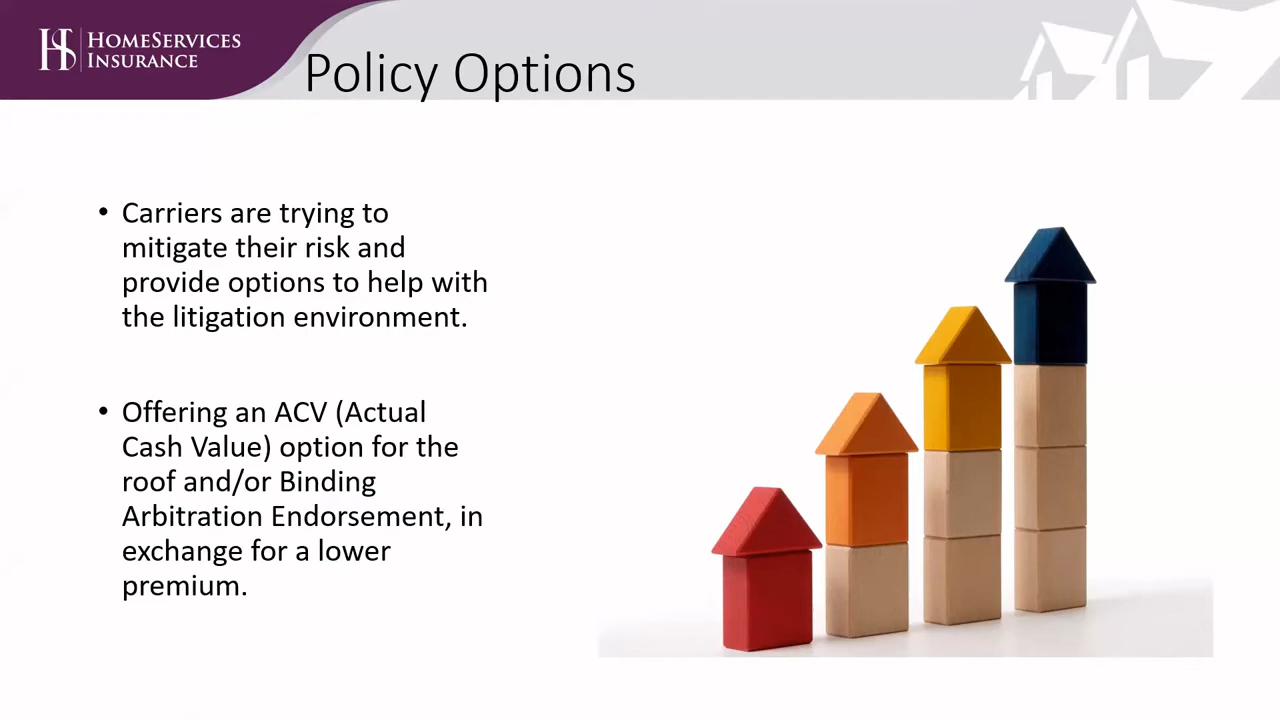 HS HOMESERVICES
INSURANCE
Policy Options
• Carriers are trying to
mitigate their risk and
provide options to help with
the litigation environment.
• Offering an ACV (Actual
Cash Value) option for the
roof and/or Binding
Arbitration Endorsement, in
exchange for a lower
premium.